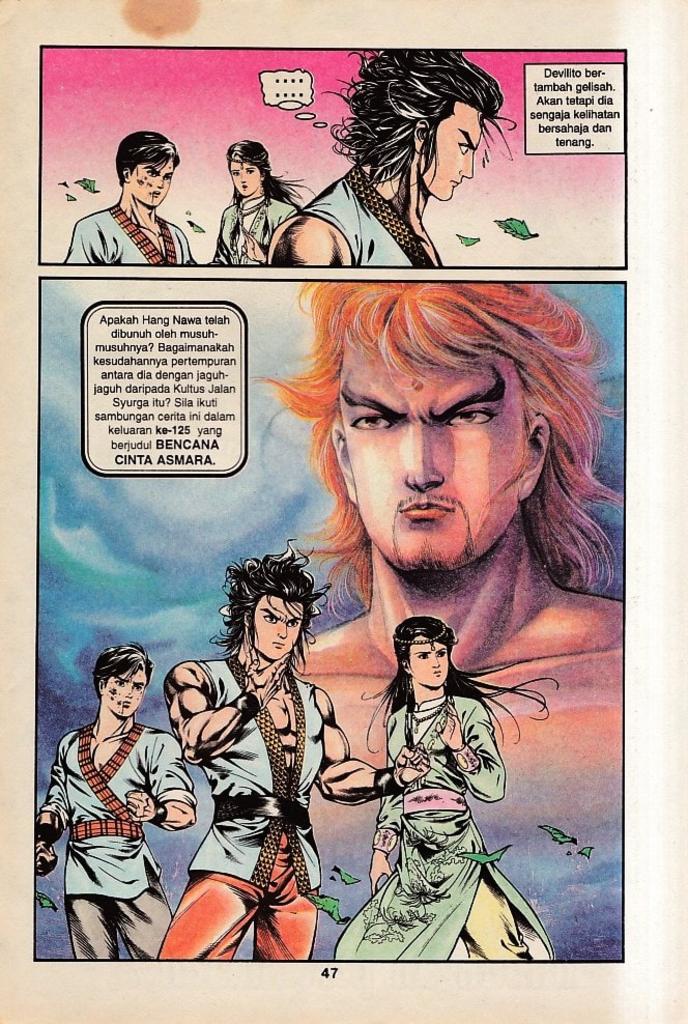 Devilito ber-
tambah gelisah.
Akan tetapi dia
sengaja kelihatan
bersahaja dan
tenang.
Apakah Hang Nawa telah
dibunuh oleh musuh-
musuhnya? Bagaimanakah
kesudahannya pertempuran
antara dia dengan jaguh-
jaguh daripada Kultus Jalan
Syurga itu? Sila ikuti
sambungan cerita ini dalam
keluaran ke-125 yang
berjudul BENCANA
CINTA ASMARA.
47